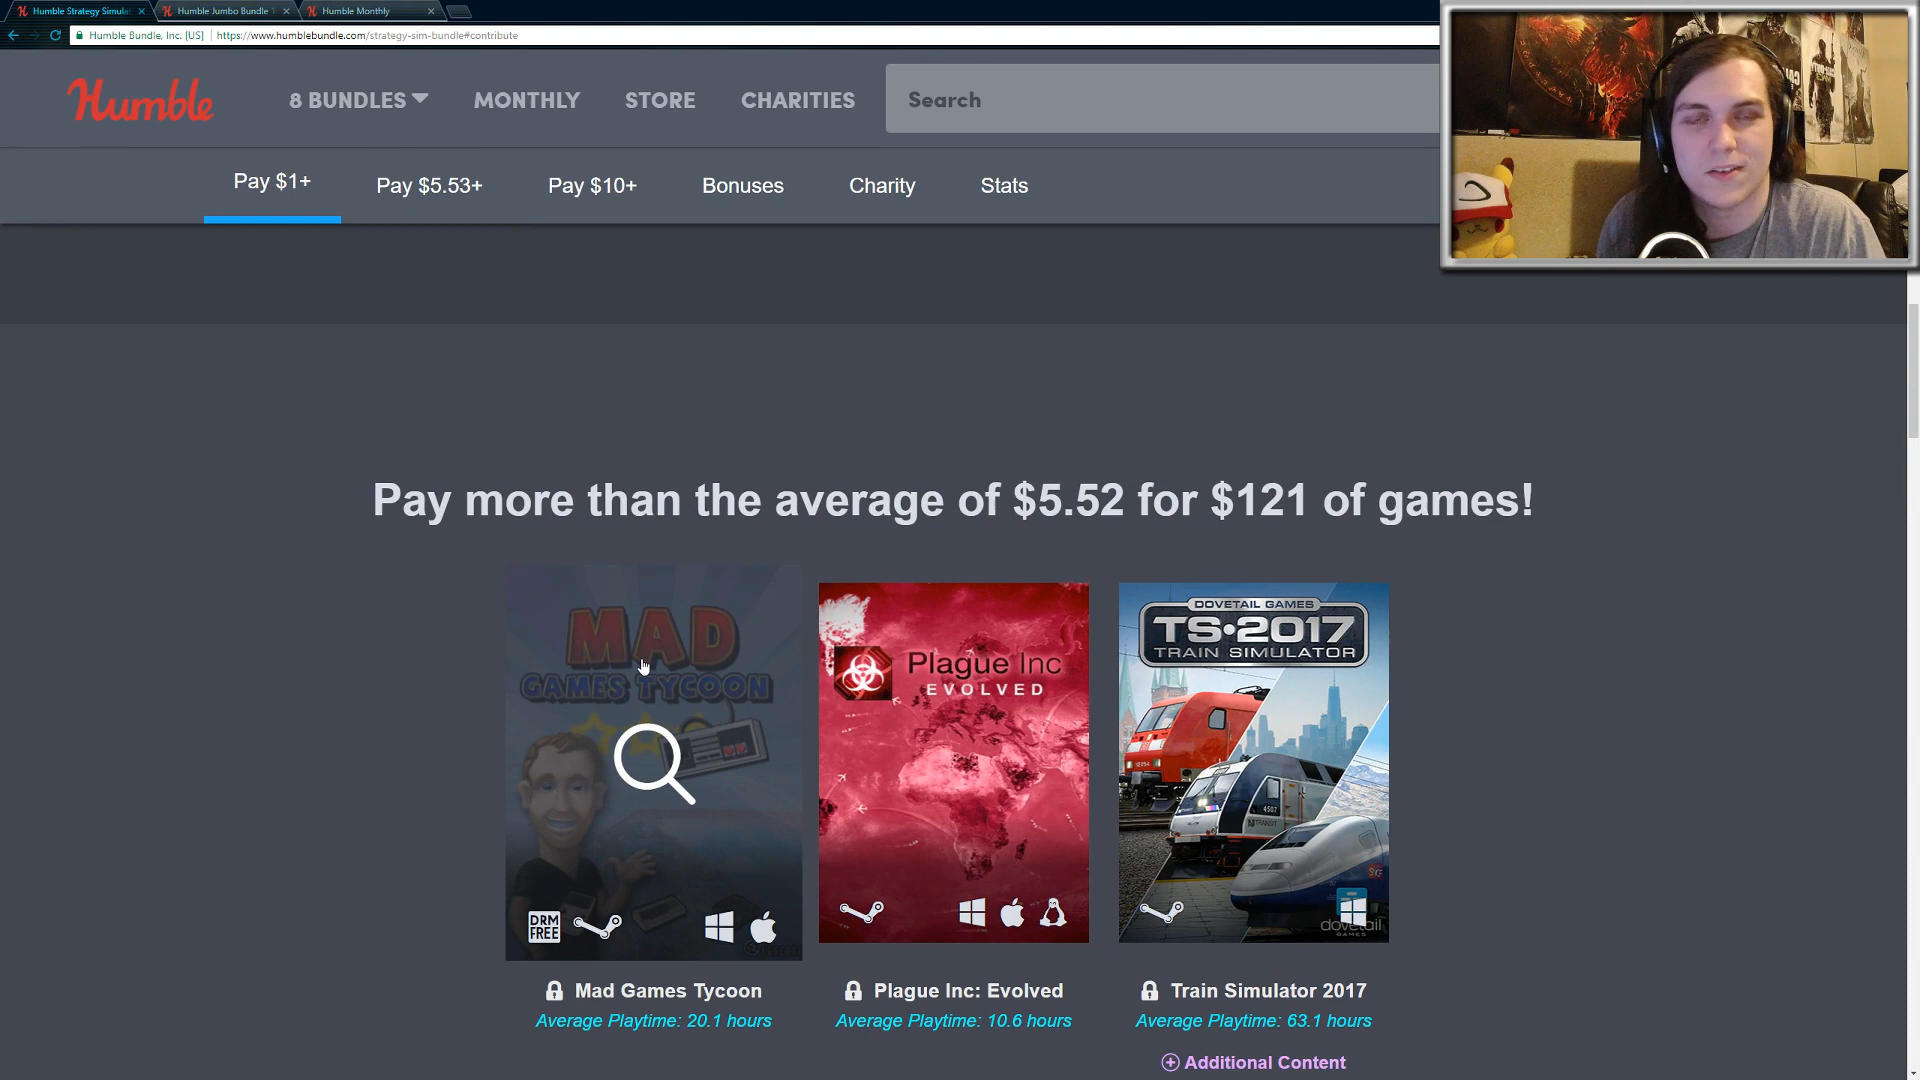 Humble Strategy Simula
Humble Jumbo Bundle
Humble Monthly
Humble Bundle, Inc. [US]
https://www.humblebundle.com/strategy-sim-bundle#contribute
Humble
8 BUNDLES
MONTHLY
STORE
CHARITIES
Search
Pay $1+
Pay $5.53+
Pay $10+
Bonuses
Charity
Stats
Pay more than the average of $5.52 for $121 of games!
MAD
GAMES TYCOON
DRM
FREE
Plague Inc
EVOLVED
DOVETAIL GAMES
TS·2017
TRAIN SIMULATOR
dovetail
GAMES
Mad Games Tycoon
Average Playtime: 20.1 hours
Plague Inc: Evolved
Average Playtime: 10.6 hours
Train Simulator 2017
Average Playtime: 63.1 hours
Additional Content